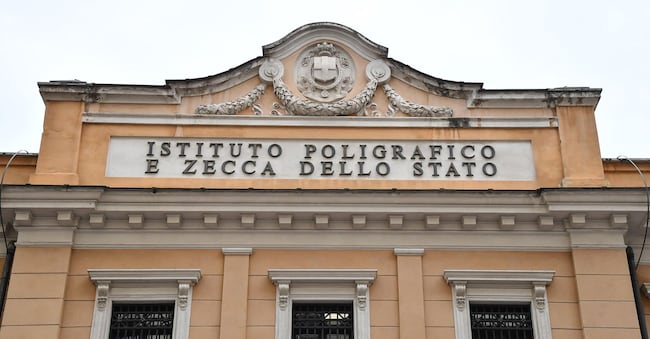 ISTITUTO POLIGRAFICO
E ZECCA DELLO STATO